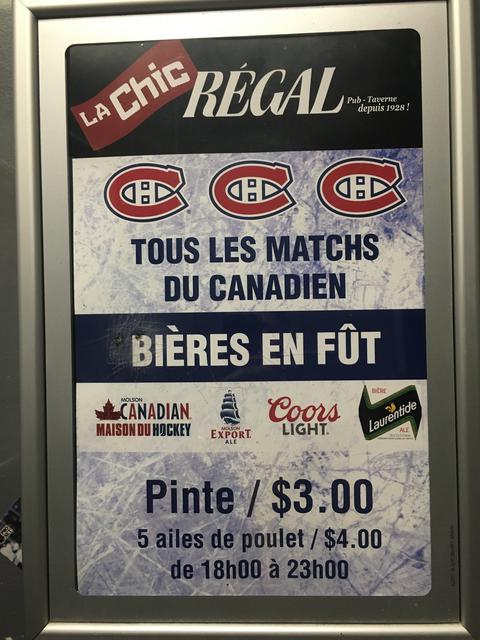 LA Chic RÉGAL
Pub - Taverne
depuis 1928 !
TOUS LES MATCHS
DU CANADIEN
BIÈRES EN FÛT
MOLSON
CANADIAN
MAISON DU HOCKEY
MOLSON
EXPORT
ALE
Coors
LIGHT
BIÈRE
Laurentide
ALE
Pinte / $3.00
5 ailes de poulet / $4.00
de 18h00 à 23h00